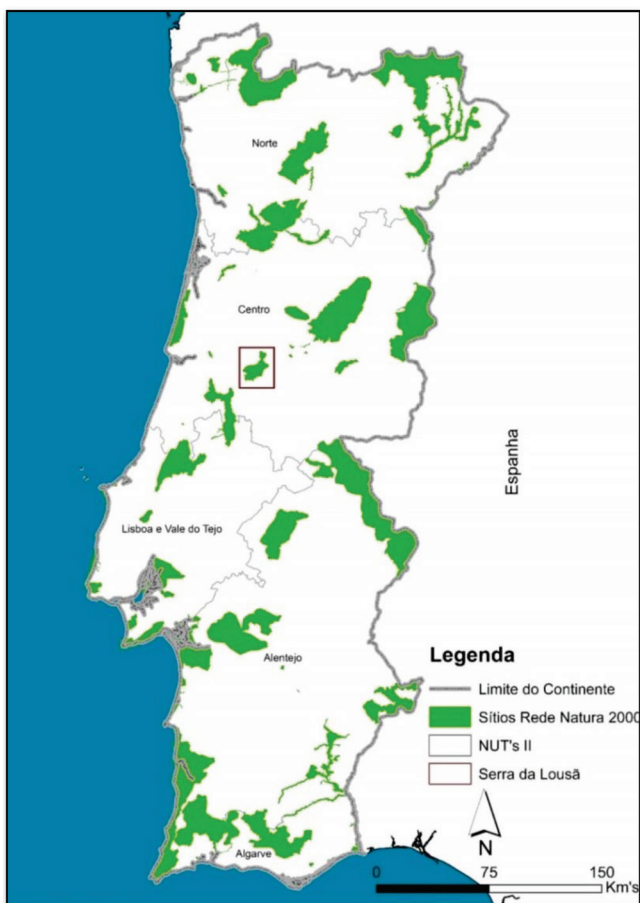 Norte
Centro
Espanha
Lisboa e Vale do Tejo
Alentejo
Algarve
Legenda
Limite do Continente
Sítios Rede Natura 2000
NUT's II
Serra da Lousã
N
0 75 150
Km's